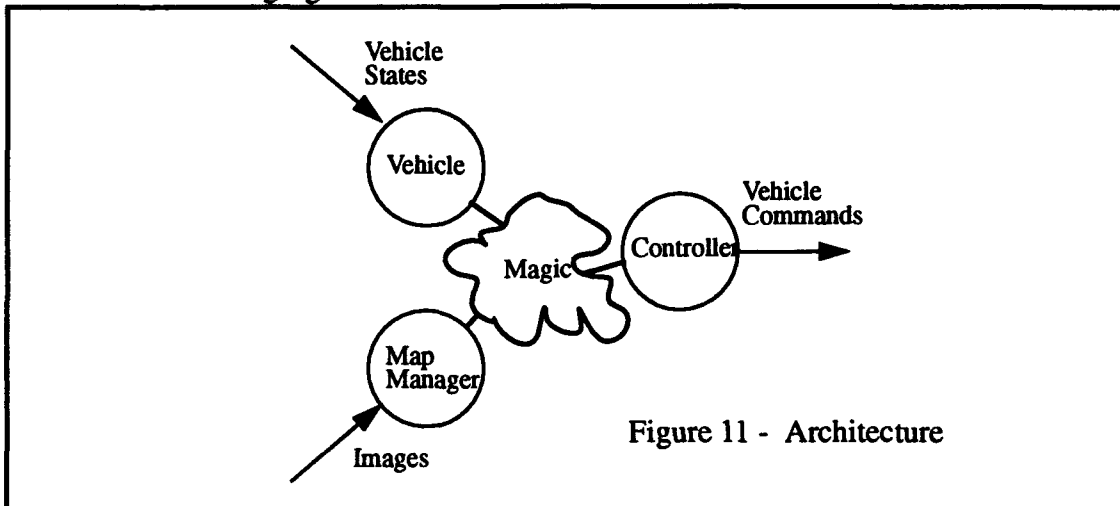 Vehicle
States
Vehicle
Vehicle
Commands
Magic
Controller
Map
Manager
Images
Figure 11 - Architecture